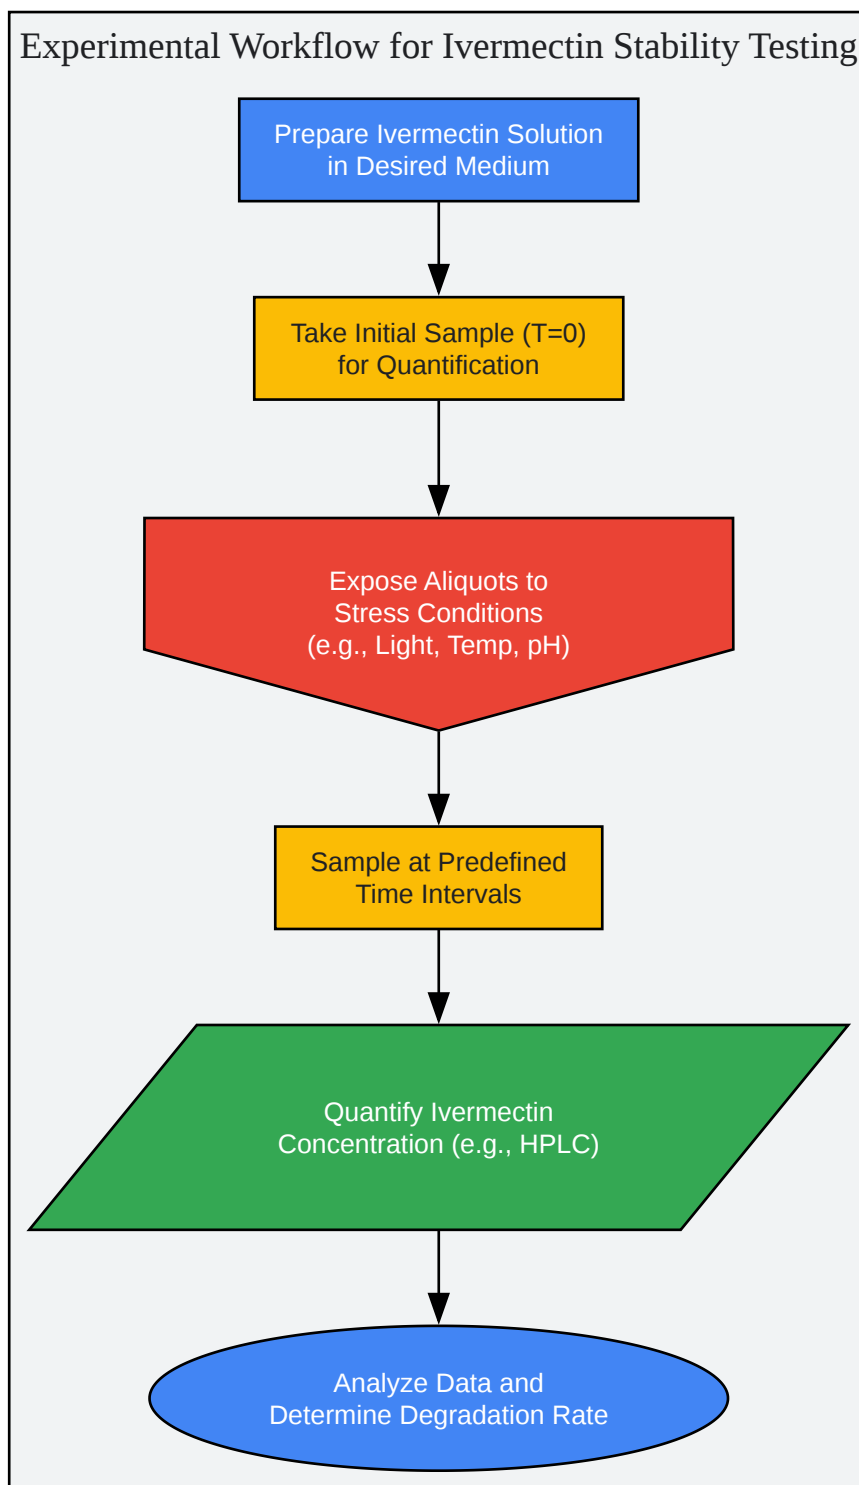 Experimental Workflow for Ivermectin Stability Testing
Prepare Ivermectin Solution
in Desired Medium
Take Initial Sample (T=0)
for Quantification
Expose Aliquots to
Stress Conditions
(e.g., Light, Temp, pH)
Sample at Predefined
Time Intervals
Quantify Ivermectin
Concentration (e.g., HPLC)
Analyze Data and
Determine Degradation Rate